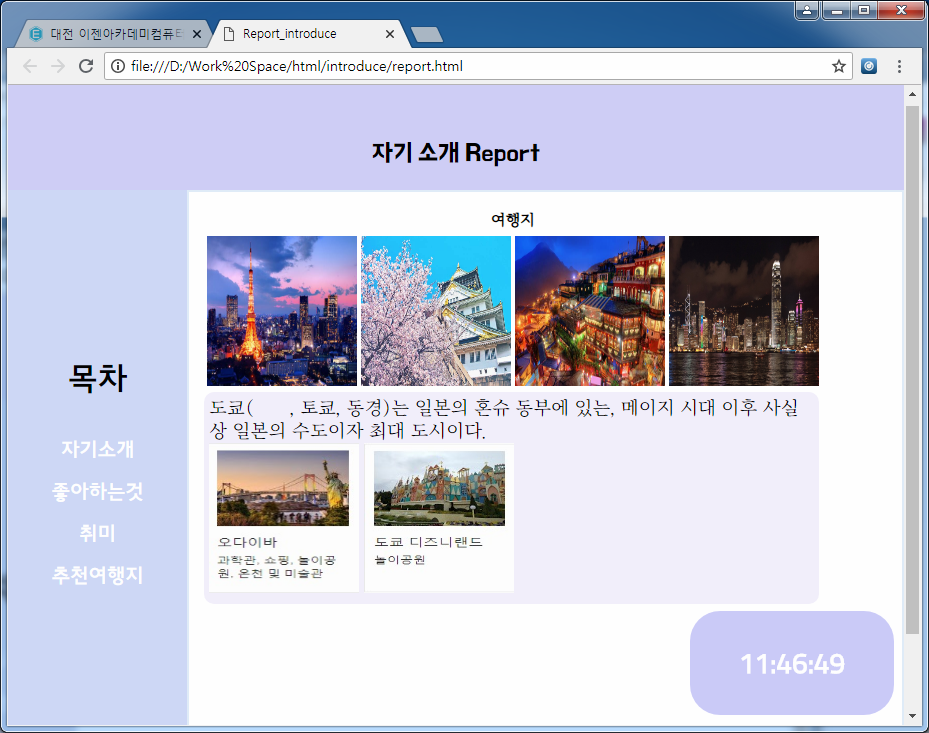 대전 이젠아카데미컴퓨터
Report_introduce
file:///D:/Work%20Space/html/introduce/report.html
자기 소개 Report
여행지
목차
자기소개
좋아하는것
취미
추천여행지
도쿄( , 토쿄, 동경)는 일본의 혼슈 동부에 있는, 메이지 시대 이후 사실
상 일본의 수도이자 최대 도시이다.
오다이바
과학관, 쇼핑, 놀이공
원, 온천 및 미술관
도쿄 디즈니랜드
놀이공원
11:46:49